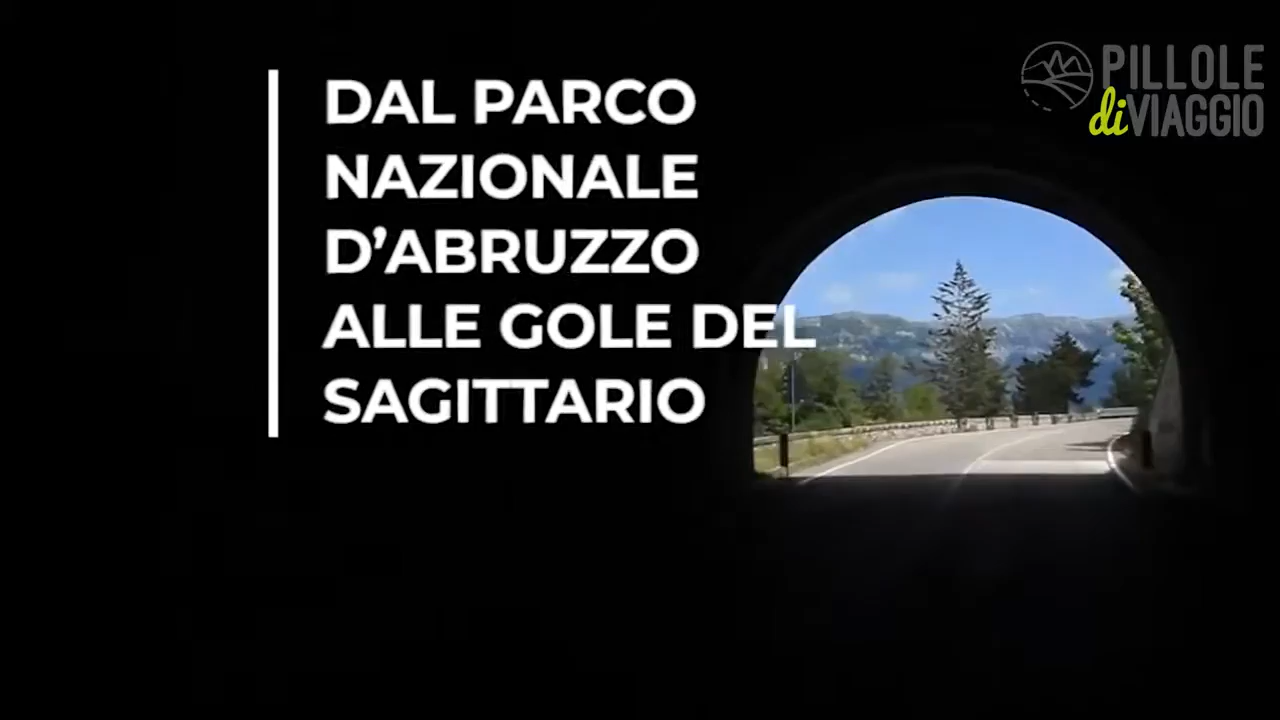 DAL PARCO
NAZIONALE
D’ABRUZZO
ALLE GOLE DEL
SAGITTARIO
PILLOLE
diVIAGGIO